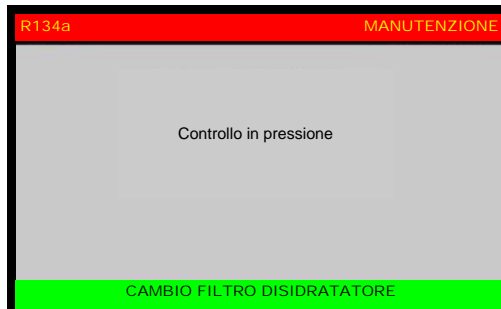 R134a MANUTENZIONE
Controllo in pressione
CAMBIO FILTRO DISIDRATATORE